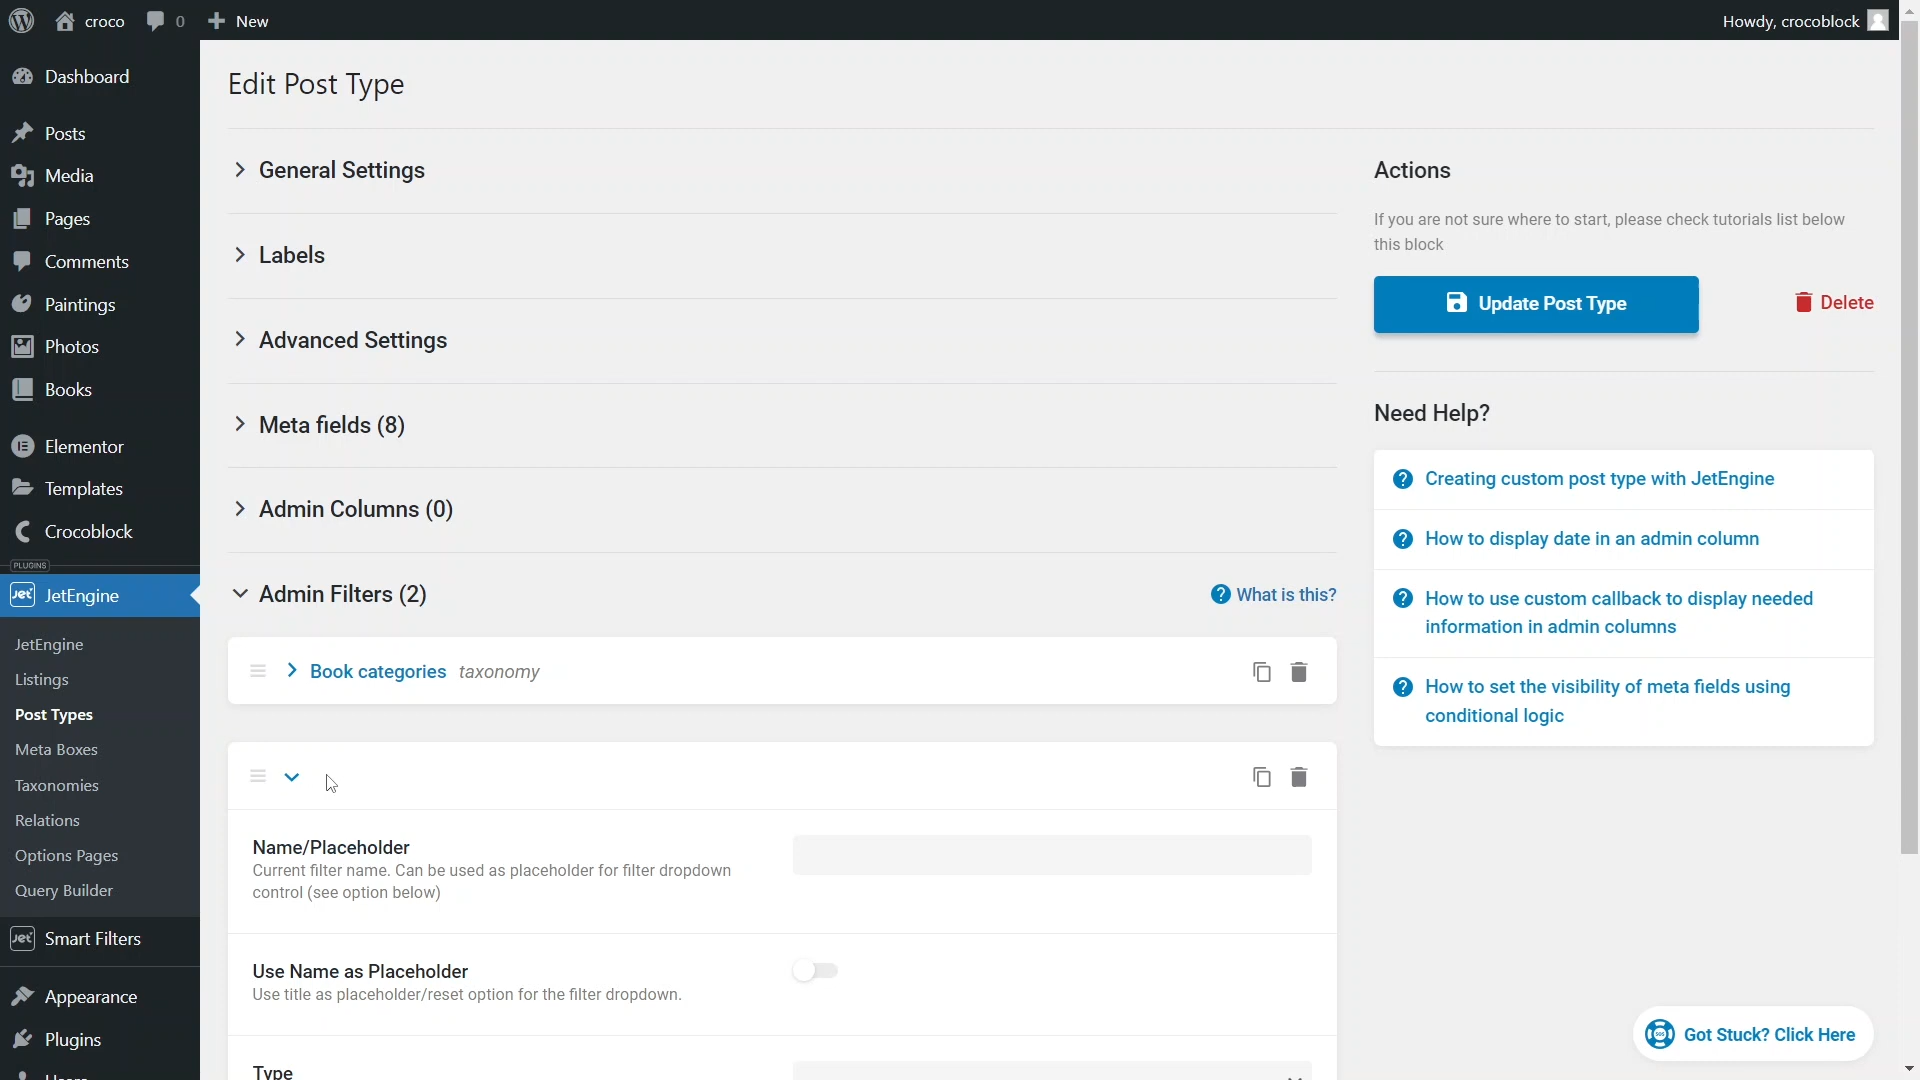 croco
0
New
Howdy, crocoblock
Dashboard
Posts
Media
Pages
Comments
Paintings
Photos
Books
Elementor
Templates
Crocoblock
PLUGINS
Jet JetEngine
JetEngine
Listings
Post Types
Meta Boxes
Taxonomies
Relations
Options Pages
Query Builder
Jet Smart Filters
Appearance
Plugins
Edit Post Type
General Settings
Labels
Advanced Settings
Meta fields (8)
Admin Columns (0)
Admin Filters (2)
What is this?
Book categories taxonomy
Name/Placeholder
Current filter name. Can be used as placeholder for filter dropdown
control (see option below)
Use Name as Placeholder
Use title as placeholder/reset option for the filter dropdown.
Type
Actions
If you are not sure where to start, please check tutorials list below
this block
Update Post Type
Delete
Need Help?
Creating custom post type with JetEngine
How to display date in an admin column
How to use custom callback to display needed
information in admin columns
How to set the visibility of meta fields using
conditional logic
Got Stuck? Click Here